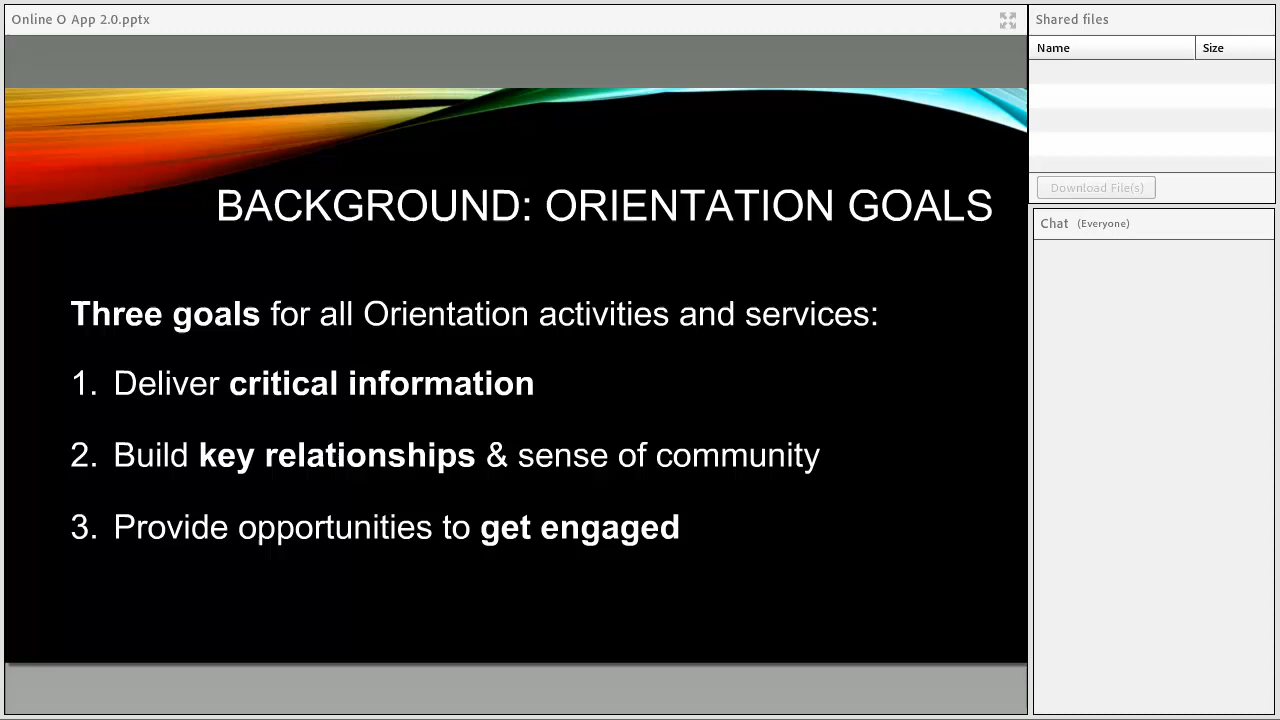 Online O App 2.0.pptx
BACKGROUND: ORIENTATION GOALS
Three goals for all Orientation activities and services:
1. Deliver critical information
2. Build key relationships & sense of community
3. Provide opportunities to get engaged
Shared files
Name Size
Download File(s)
Chat (Everyone)